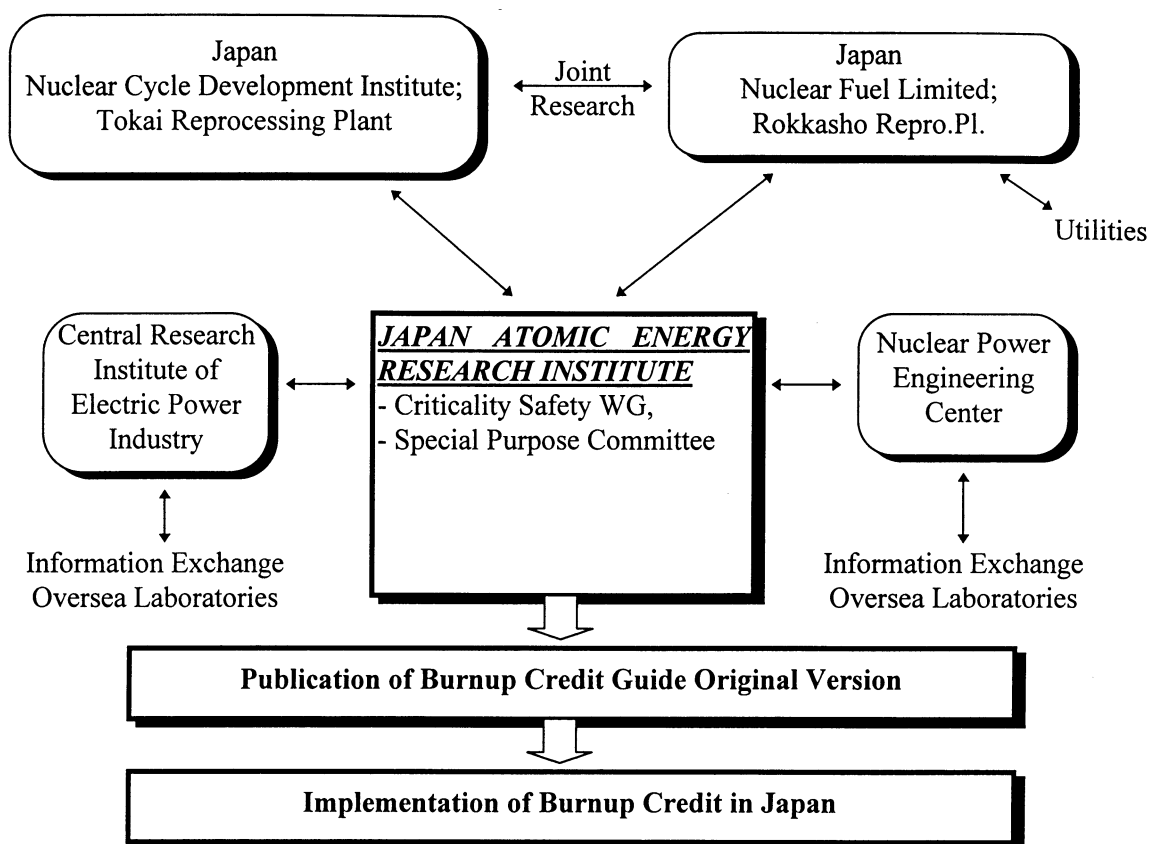 Japan
Nuclear Cycle Development Institute;
Tokai Reprocessing Plant
Joint
Research
Japan
Nuclear Fuel Limited;
Rokkasho Repro.Pl.
Utilities
Central Research
Institute of
Electric Power
Industry
JAPAN ATOMIC ENERGY
RESEARCH INSTITUTE
- Criticality Safety WG,
- Special Purpose Committee
Nuclear Power
Engineering
Center
Information Exchange
Oversea Laboratories
Information Exchange
Oversea Laboratories
Publication of Burnup Credit Guide Original Version
Implementation of Burnup Credit in Japan